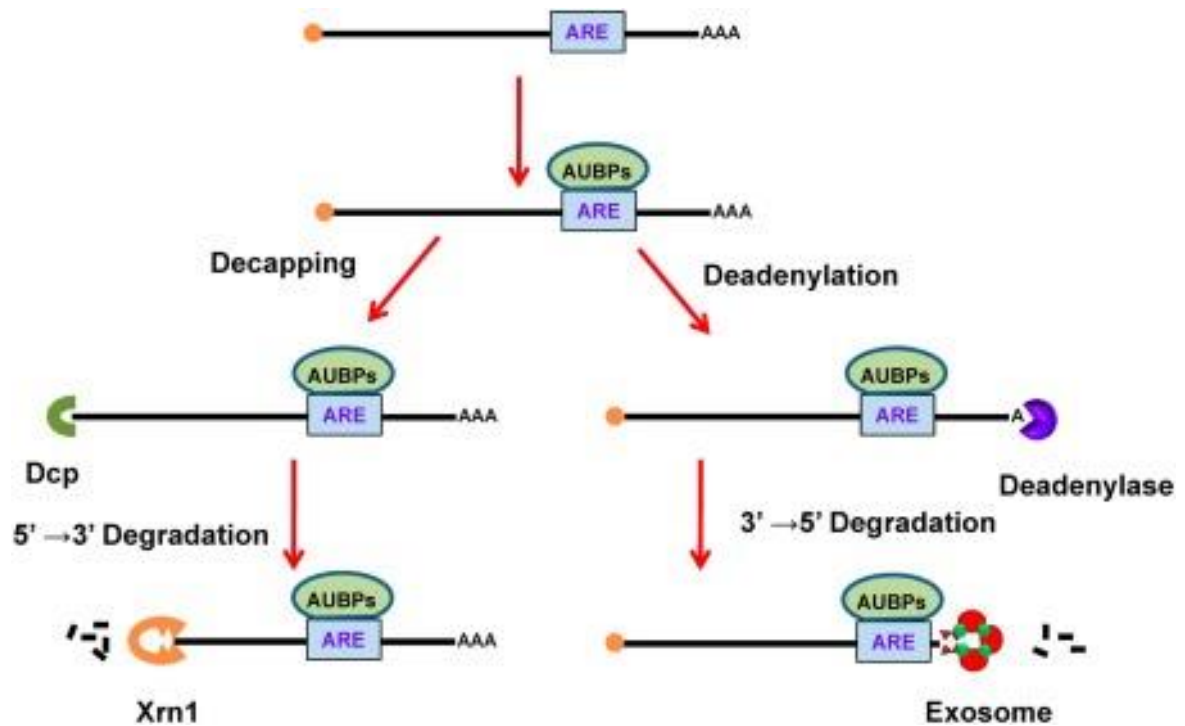 ARE
AAA
AUBPs
ARE
AAA
Decapping
Deadenylation
AUBPs
ARE
AAA
Dcp
AUBPs
ARE
A
Deadenylase
5’ →3’ Degradation
3’ →5’ Degradation
AUBPs
ARE
AAA
Xrn1
AUBPs
ARE
Exosome